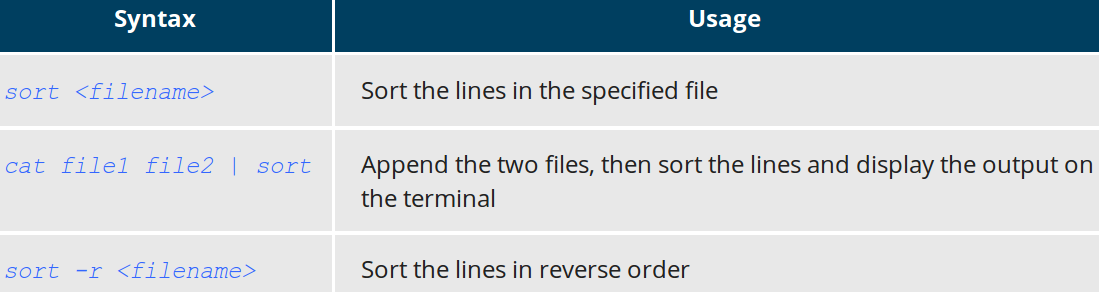 Syntax Usage
sort <filename> Sort the lines in the specified file
cat file1 file2 | sort Append the two files, then sort the lines and display the output on
the terminal
sort -r <filename> Sort the lines in reverse order